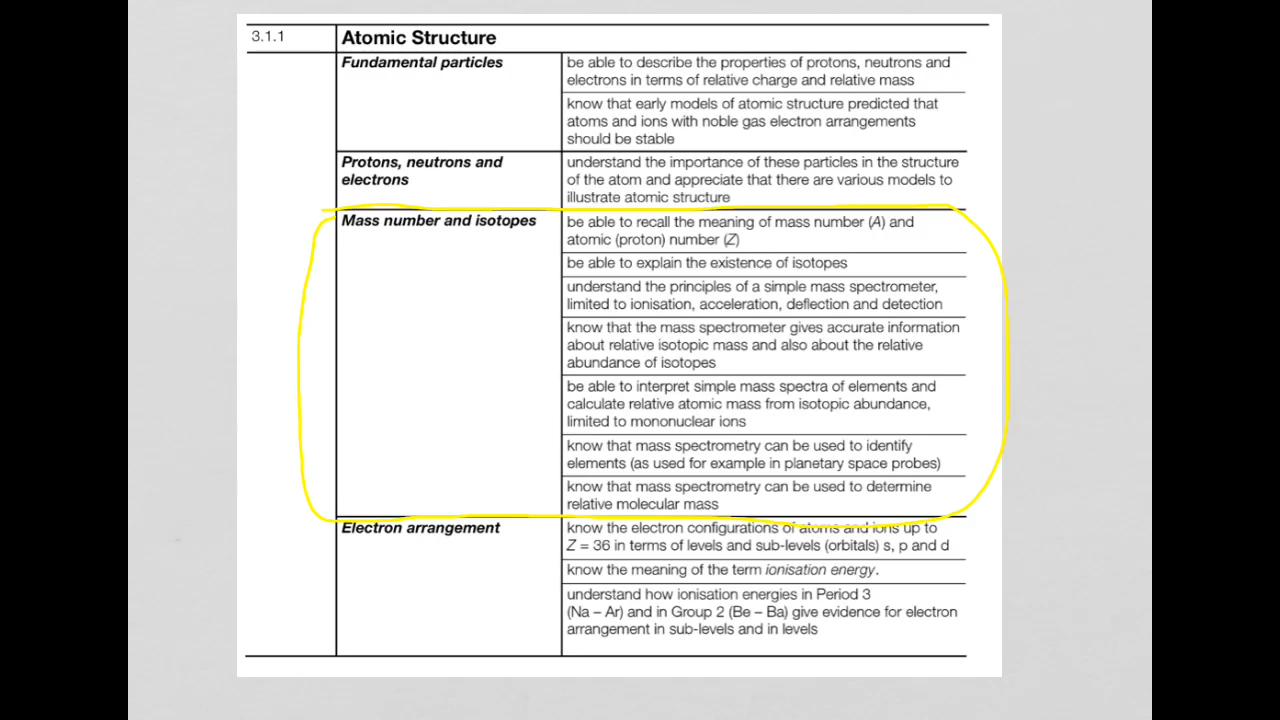 3.1.1 Atomic Structure
Fundamental particles
be able to describe the properties of protons, neutrons and
electrons in terms of relative charge and relative mass
know that early models of atomic structure predicted that
atoms and ions with noble gas electron arrangements
should be stable
Protons, neutrons and
electrons
understand the importance of these particles in the structure
of the atom and appreciate that there are various models to
illustrate atomic structure
Mass number and isotopes
be able to recall the meaning of mass number (A) and
atomic (proton) number (Z)
be able to explain the existence of isotopes
understand the principles of a simple mass spectrometer,
limited to ionisation, acceleration, deflection and detection
know that the mass spectrometer gives accurate information
about relative isotopic mass and also about the relative
abundance of isotopes
be able to interpret simple mass spectra of elements and
calculate relative atomic mass from isotopic abundance,
limited to mononuclear ions
know that mass spectrometry can be used to identify
elements (as used for example in planetary space probes)
know that mass spectrometry can be used to determine
relative molecular mass
Electron arrangement
know the electron configurations of atoms and ions up to
Z = 36 in terms of levels and sub-levels (orbitals) s, p and d
know the meaning of the term ionisation energy.
understand how ionisation energies in Period 3
(Na – Ar) and in Group 2 (Be – Ba) give evidence for electron
arrangement in sub-levels and in levels